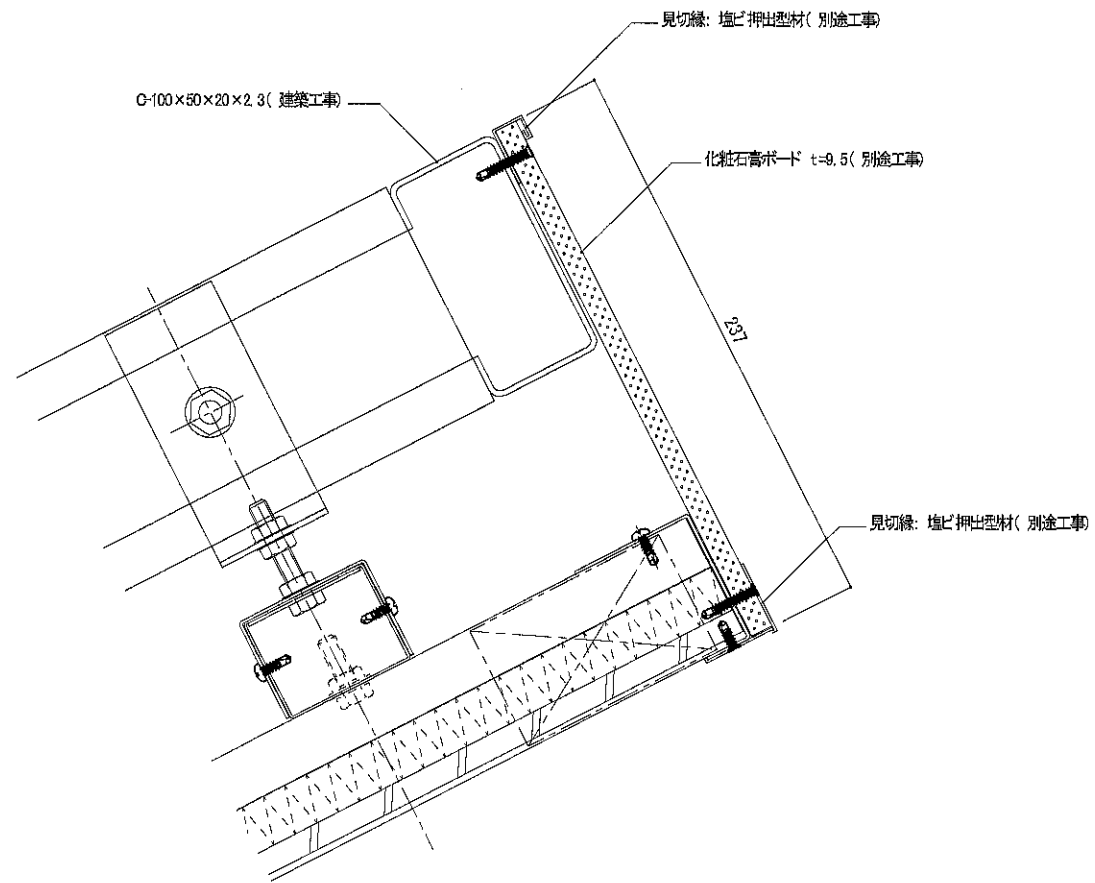 見切縁: 塩ビ押出型材( 別途工事)
C-100×50×20×2.3( 建築工事)
化粧石膏ボード t=9.5( 別途工事)
237
見切縁: 塩ビ押出型材( 別途工事)